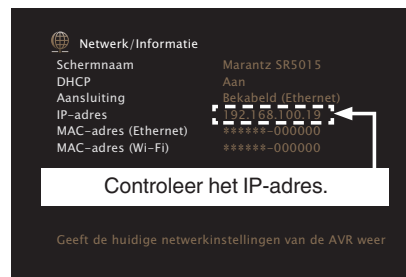 Netwerk/Informatie
Schermnaam Marantz SR5015
DHCP Aan
Aansluiting Bekabeld (Ethernet)
IP-adres 192.168.100.19
MAC-adres (Ethernet) ******-000000
MAC-adres (Wi-Fi) ******-000000
Controleer het IP-adres.
Geeft de huidige netwerkinstellingen van de AVR weer